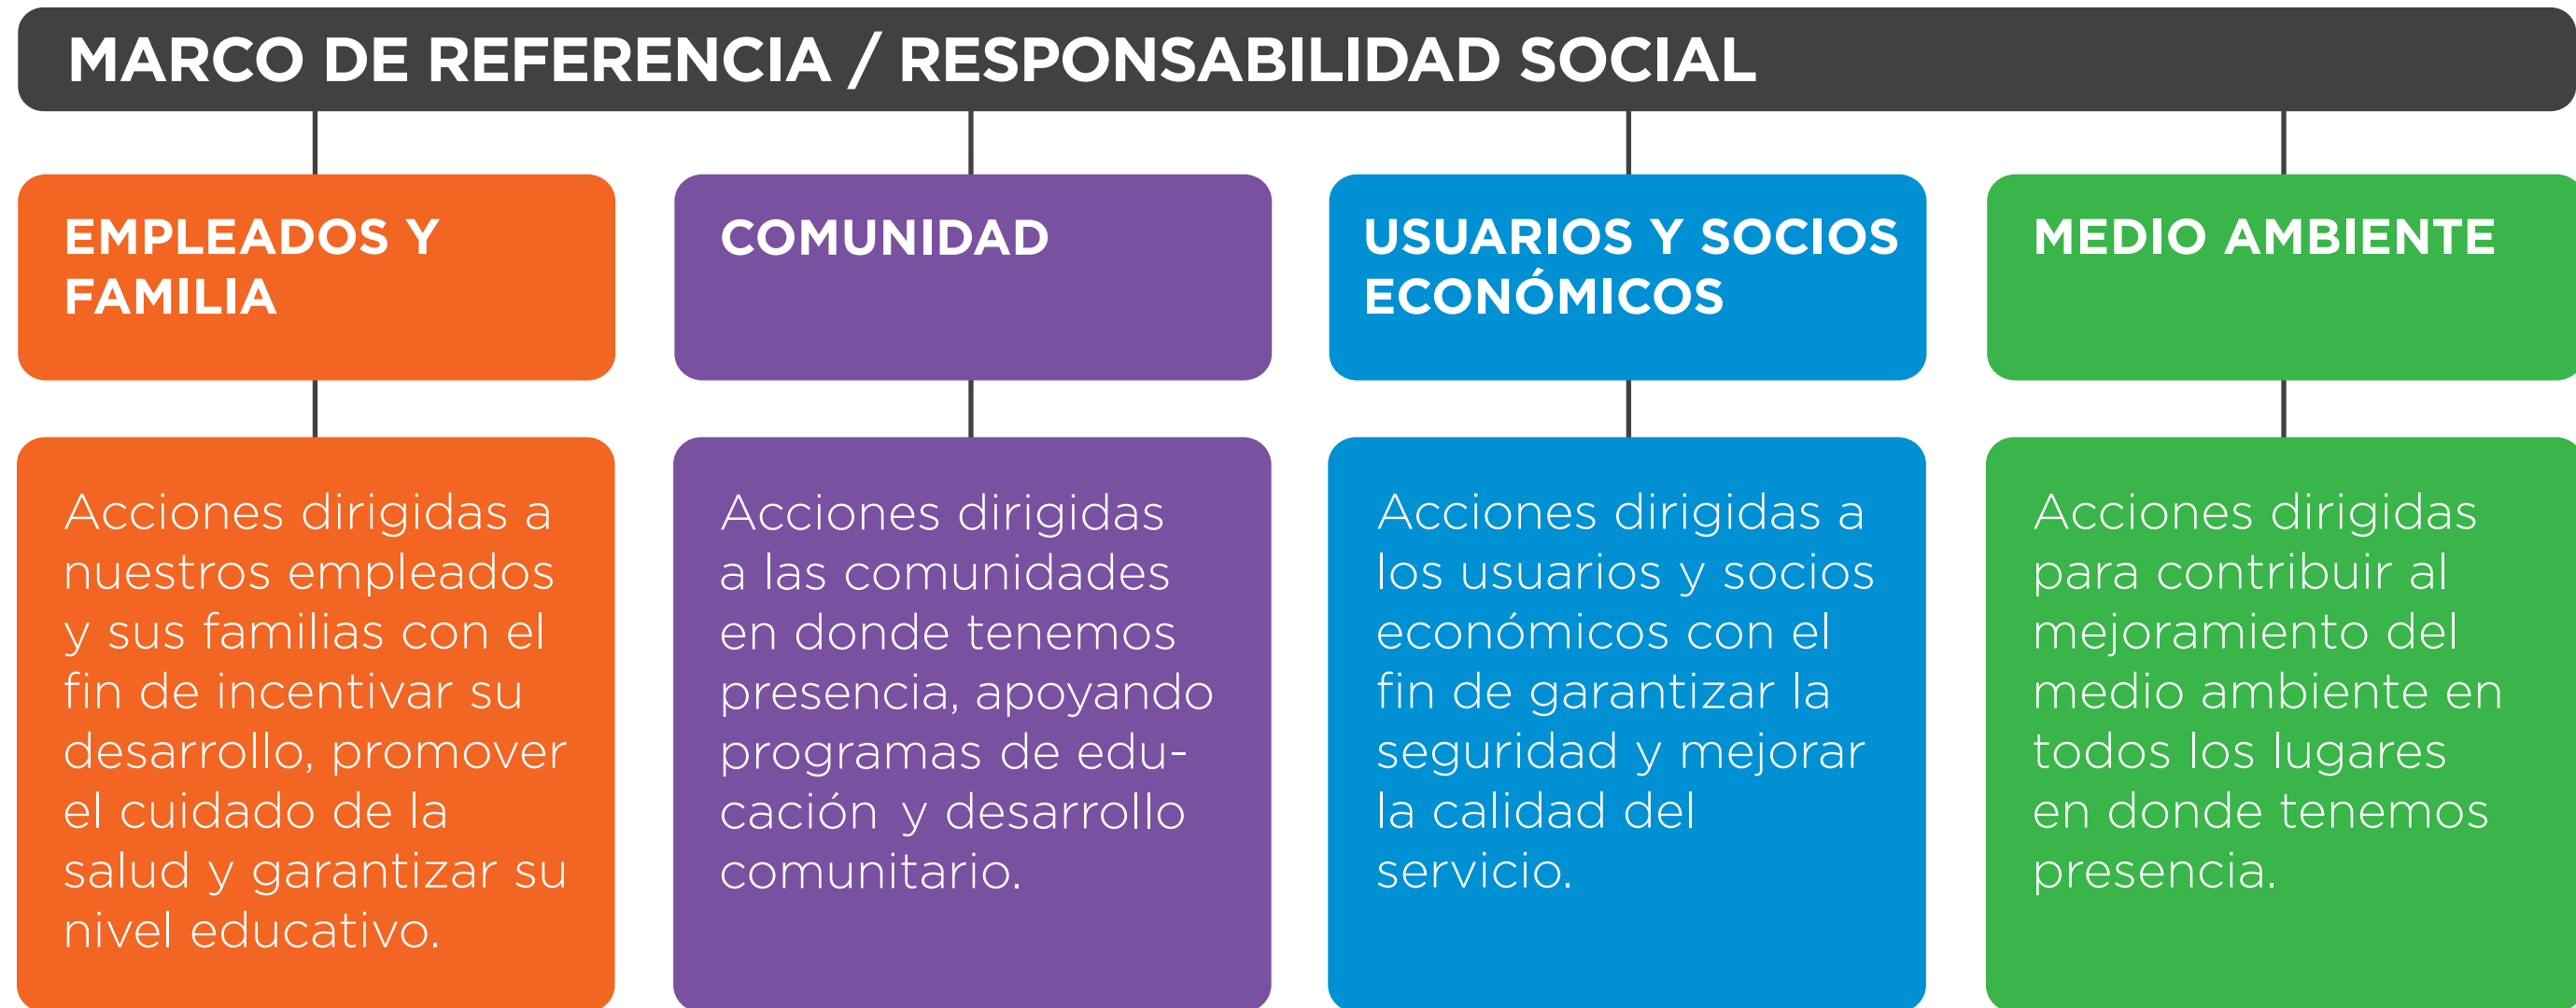 MARCO DE REFERENCIA / RESPONSABILIDAD SOCIAL
EMPLEADOS Y
FAMILIA
Acciones dirigidas a
nuestros empleados
y sus familias con el
fin de incentivar su
desarrollo, promover
el cuidado de la
salud y garantizar su
nivel educativo.
COMUNIDAD
Acciones dirigidas
a las comunidades
en donde tenemos
presencia, apoyando
programas de edu-
cación y desarrollo
comunitario.
USUARIOS Y SOCIOS
ECONÓMICOS
Acciones dirigidas a
los usuarios y socios
económicos con el
fin de garantizar la
seguridad y mejorar
la calidad del
servicio.
MEDIO AMBIENTE
Acciones dirigidas
para contribuir al
mejoramiento del
medio ambiente en
todos los lugares
en donde tenemos
presencia.